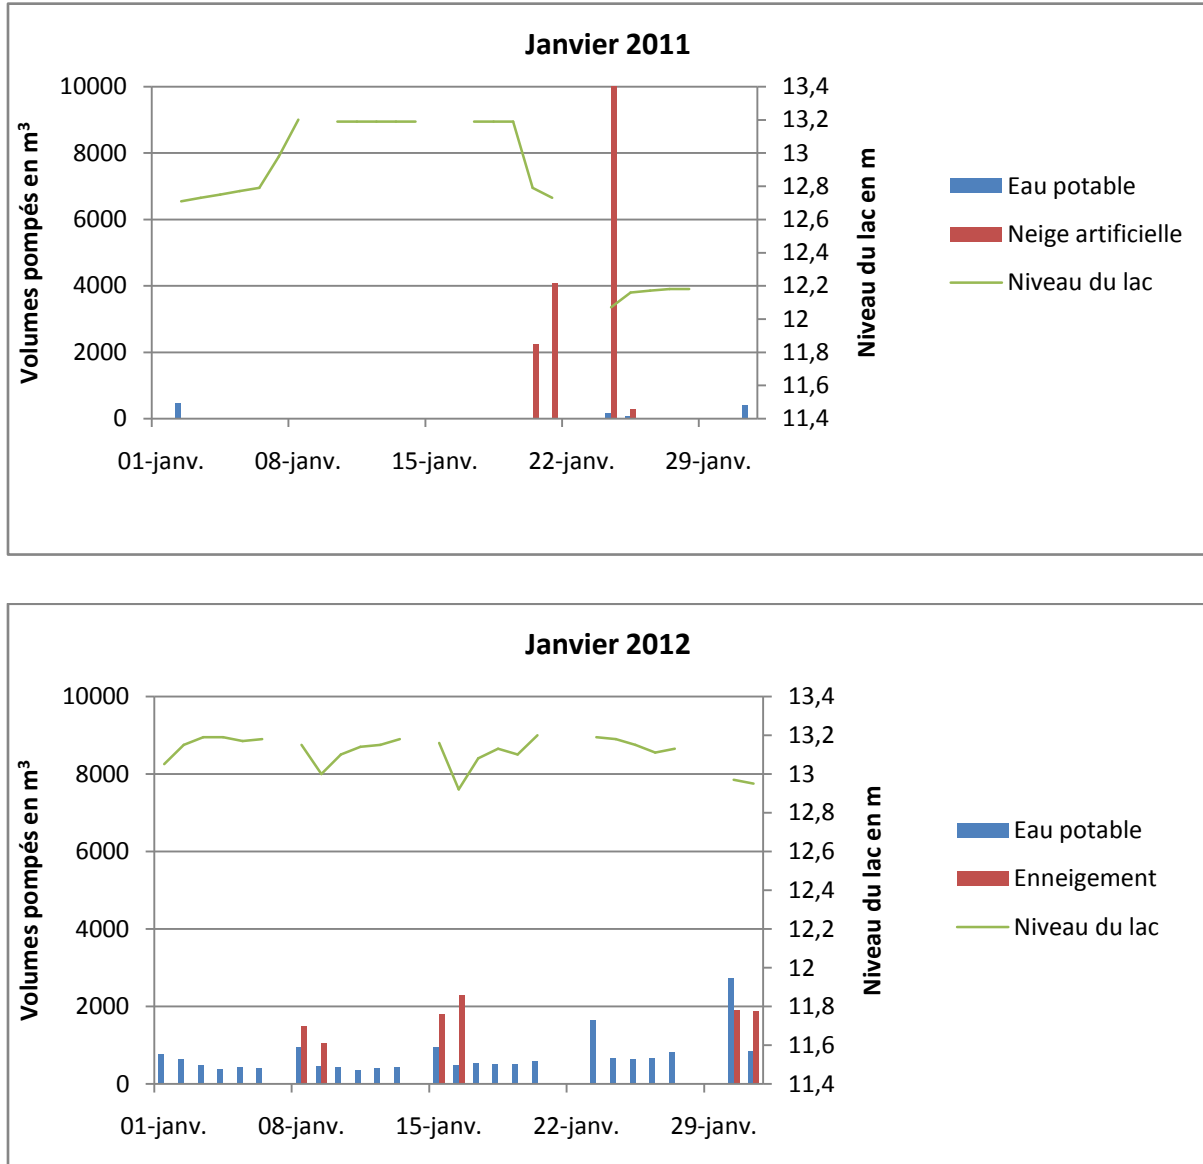 Janvier 2011
Volumes pompés en m³
10000
8000
6000
4000
2000
0
13,4
13,2
13
12,8
12,6
12,4
12,2
12
11,8
11,6
11,4
Niveau du lac en m
01-janv.
08-janv.
15-janv.
22-janv.
29-janv.
Eau potable
Neige artificielle
Niveau du lac
Janvier 2012
Volumes pompés en m³
10000
8000
6000
4000
2000
0
13,4
13,2
13
12,8
12,6
12,4
12,2
12
11,8
11,6
11,4
Niveau du lac en m
01-janv.
08-janv.
15-janv.
22-janv.
29-janv.
Eau potable
Enneigement
Niveau du lac